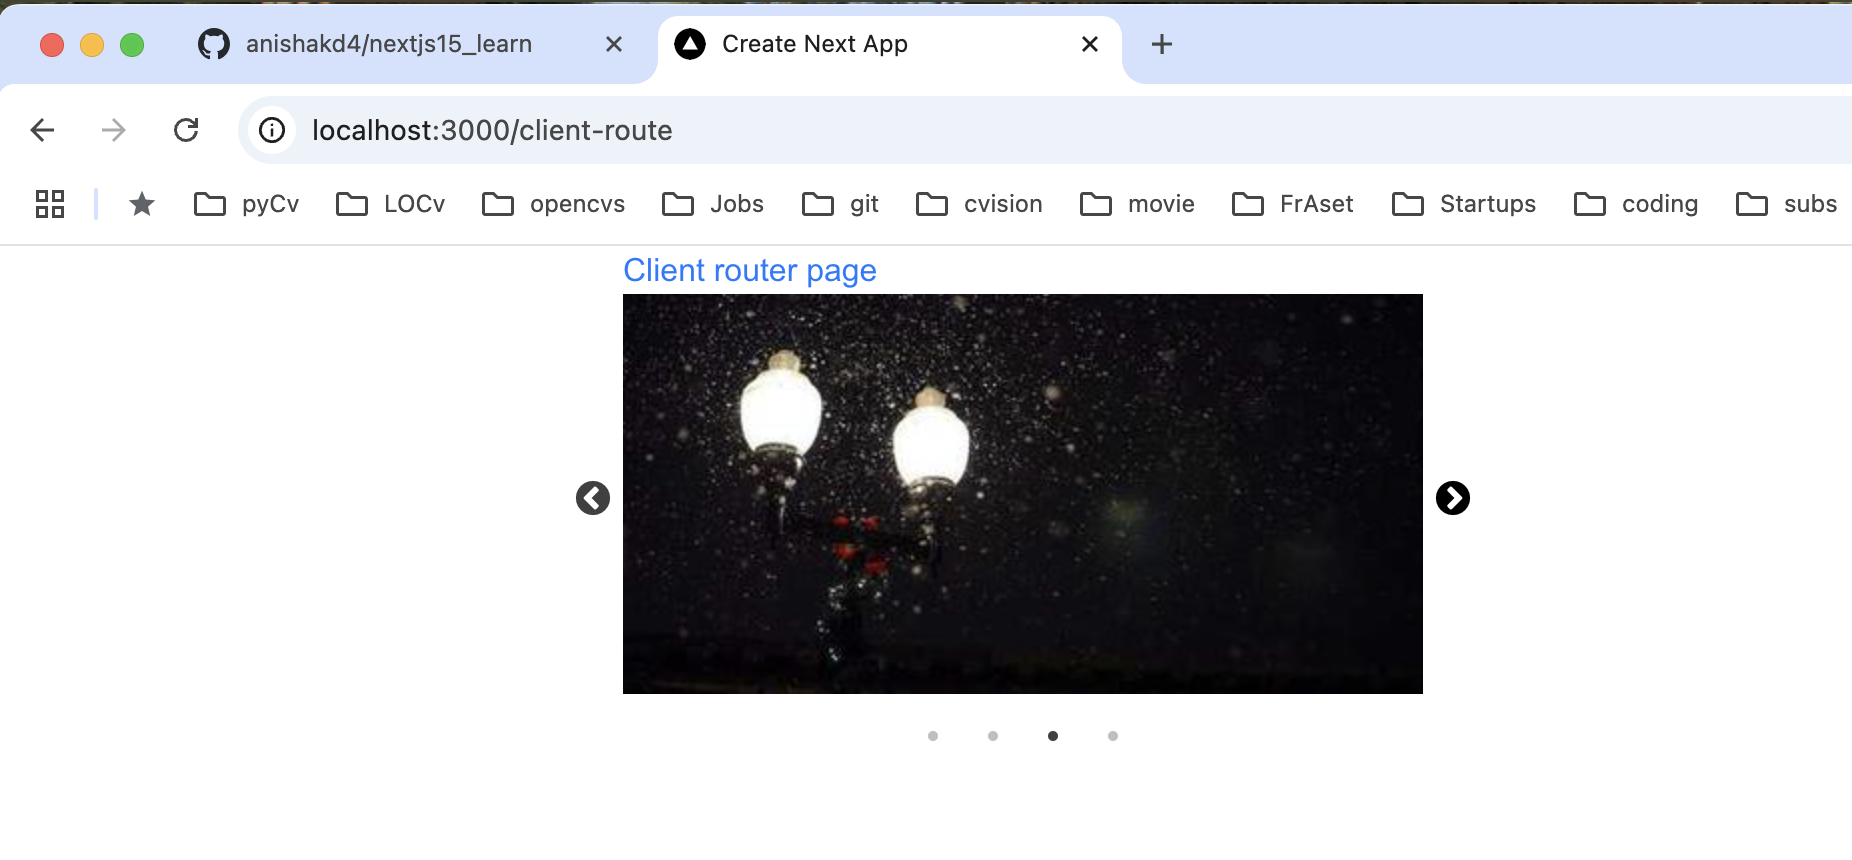 anishakd4/nextjs15_learn
Create Next App
localhost:3000/client-route
pyCv LOCv opencvs Jobs git cvision movie FrAset Startups coding subs
Client router page